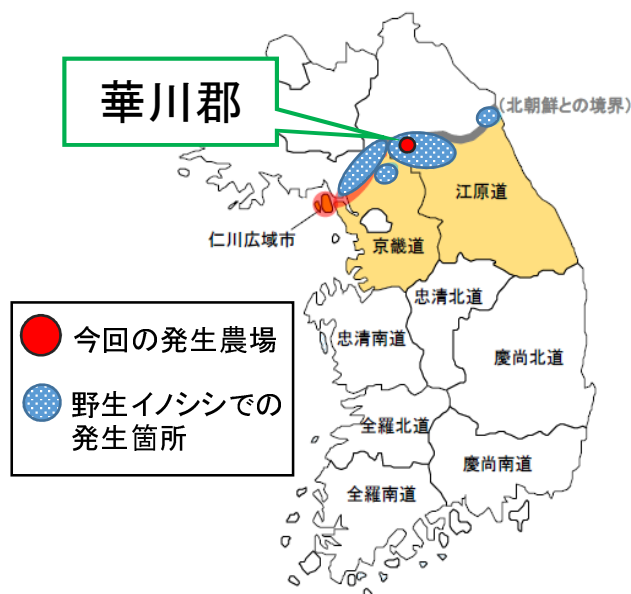 華川郡
(北朝鮮との境界)
江原道
仁川広域市
京畿道
忠清北道
忠清南道
慶尚北道
全羅北道
慶尚南道
全羅南道
今回の発生農場
野生イノシシでの
発生箇所